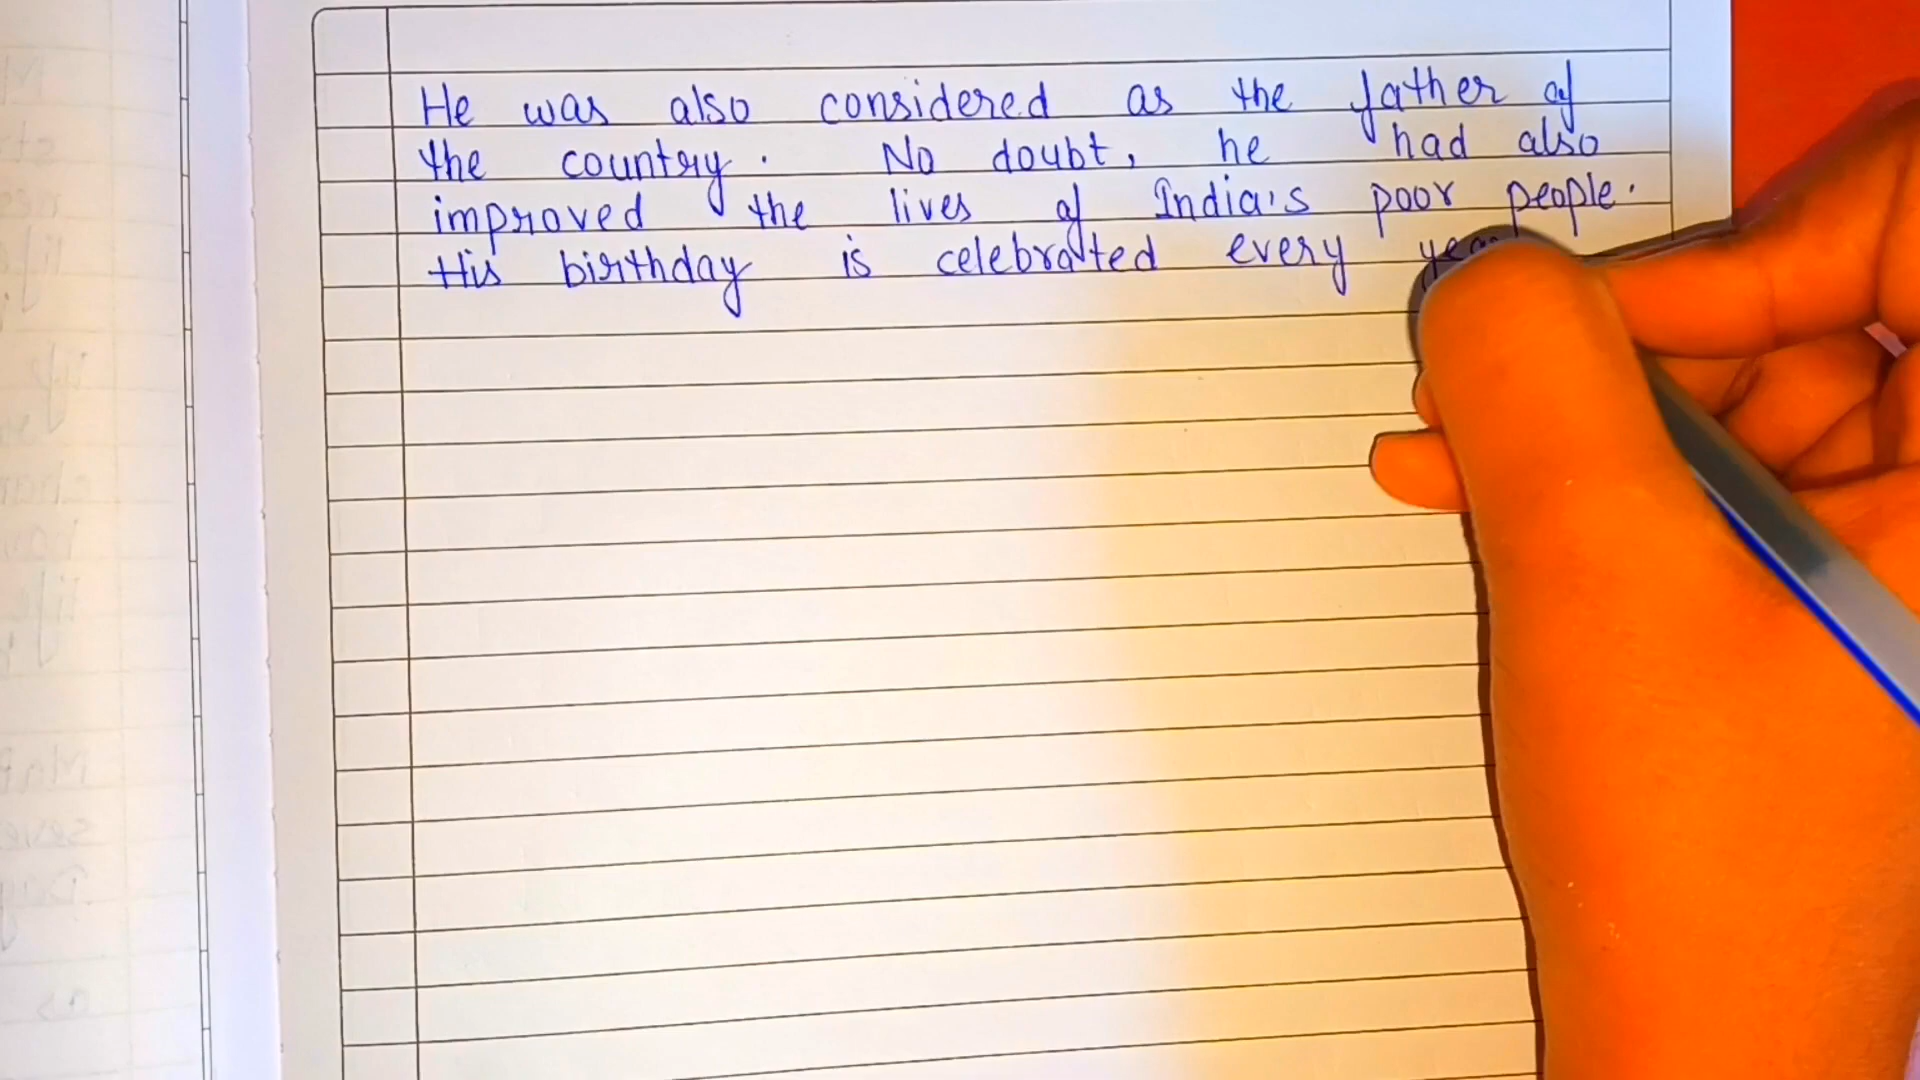 He was also considered as the father of
the country. No doubt, he had also
improved the lives of India's poor people.
His birthday is celebrated every